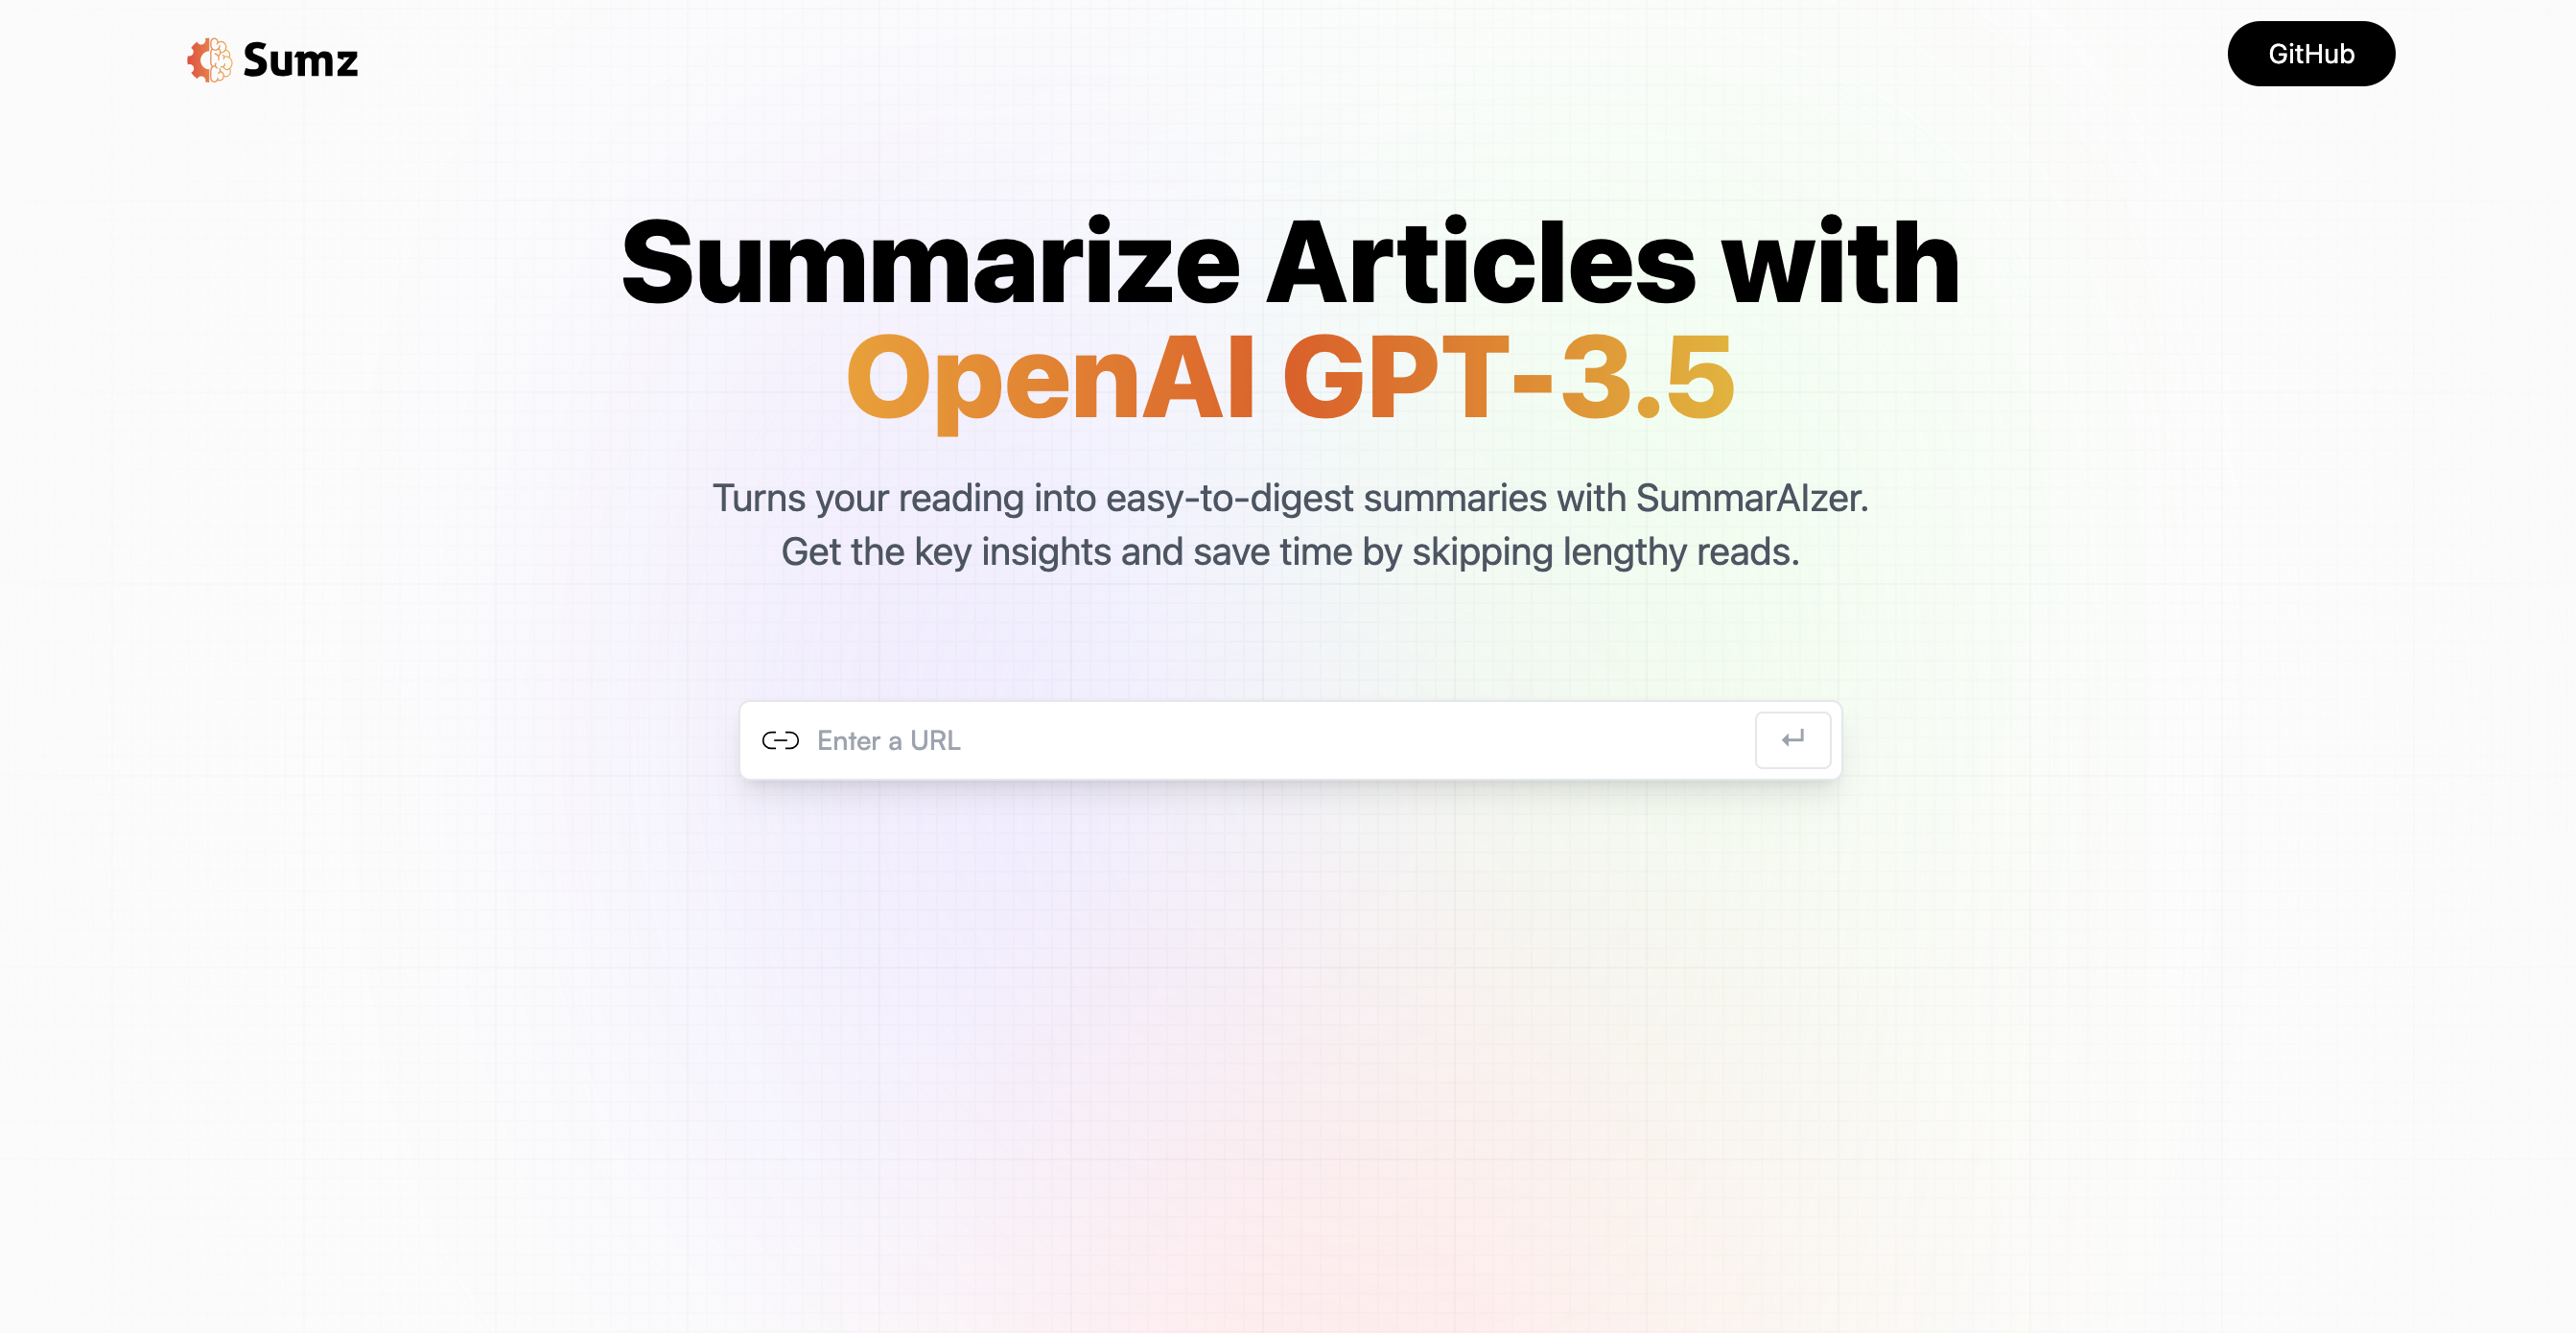 Sumz
GitHub
Summarize Articles with
OpenAI GPT-3.5
Turns your reading into easy-to-digest summaries with SummarAIzer.
Get the key insights and save time by skipping lengthy reads.
Enter a URL